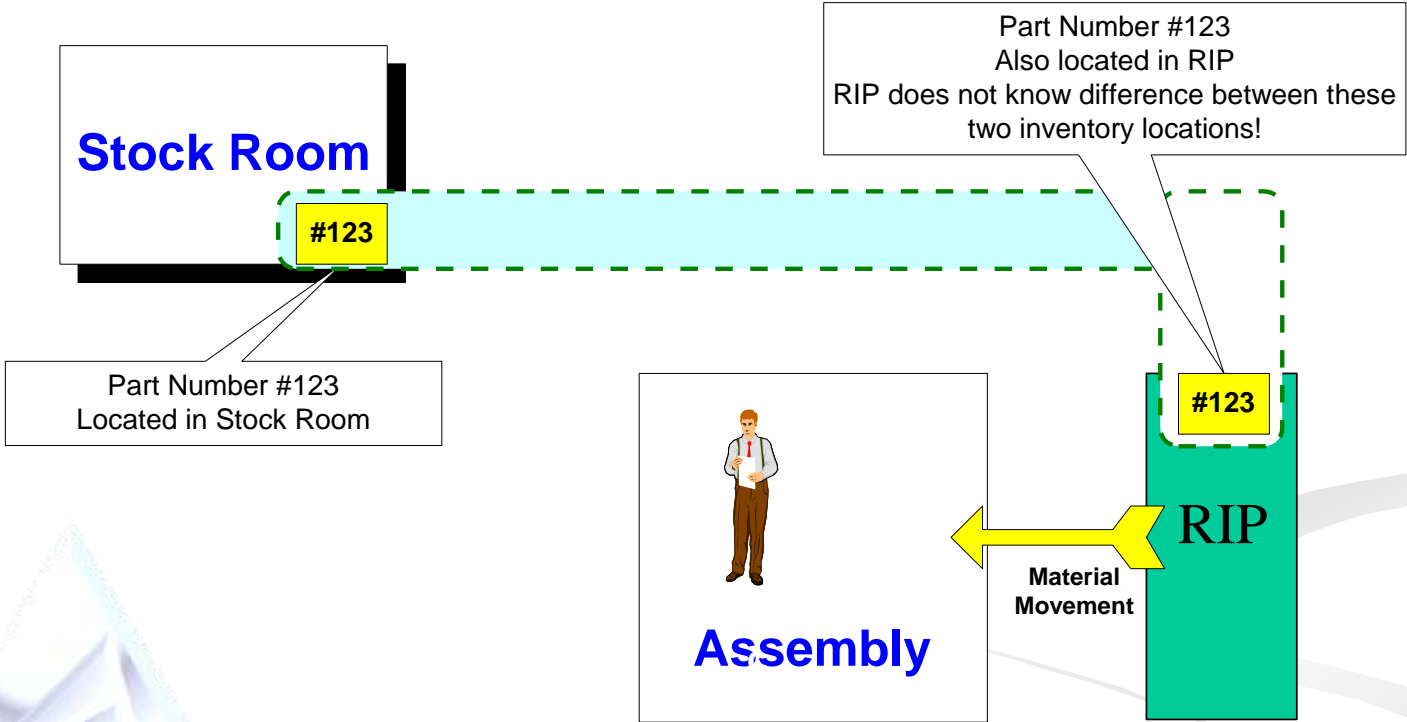 Part Number #123
Also located in RIP
RIP does not know difference between these
two inventory locations!
Stock Room
#123
Part Number #123
Located in Stock Room
#123
RIP
Material
Movement
Assembly